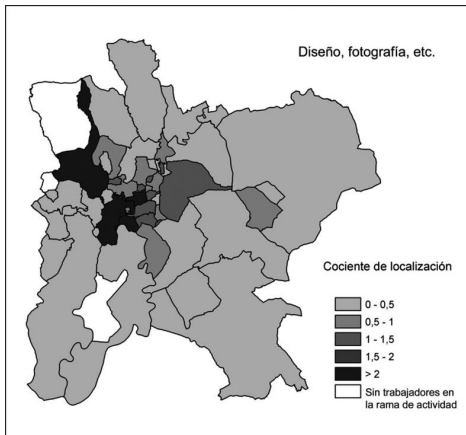 Diseño, fotografía, etc.
Cociente de localización
0 - 0,5
0,5 - 1
1 - 1,5
1,5 - 2
> 2
Sin trabajadores en
la rama de actividad